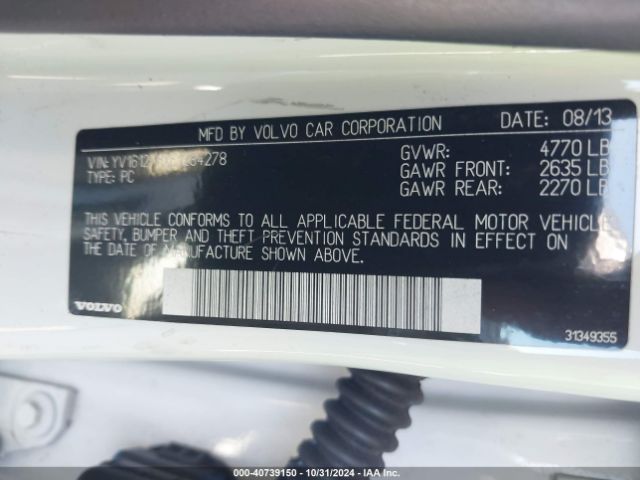 MFD BY VOLVO CAR CORPORATION DATE: 08/13
VIN: GVWR: 4770 LB
TYPE: PC GAWR FRONT: 2635 LB
GAWR REAR: 2270 LB
THIS VEHICLE CONFORMS TO ALL APPLICABLE FEDERAL MOTOR VEHICLE
SAFETY, BUMPER AND THEFT PREVENTION STANDARDS IN EFFECT ON
THE DATE OF MANUFACTURE SHOWN ABOVE.
VOLVO
31349355
000-40739150 • 10/31/2024 - IAA Inc.